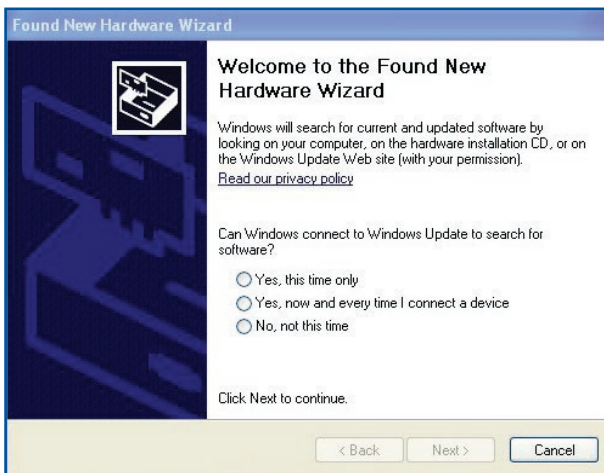 Found New Hardware Wizard
Welcome to the Found New
Hardware Wizard
Windows will search for current and updated software by
looking on your computer, on the hardware installation CD, or on
the Windows Update Web site (with your permission).
Read our privacy policy
Can Windows connect to Windows Update to search for
software?
Yes, this time only
Yes, now and every time I connect a device
No, not this time
Click Next to continue.
< Back Next > Cancel